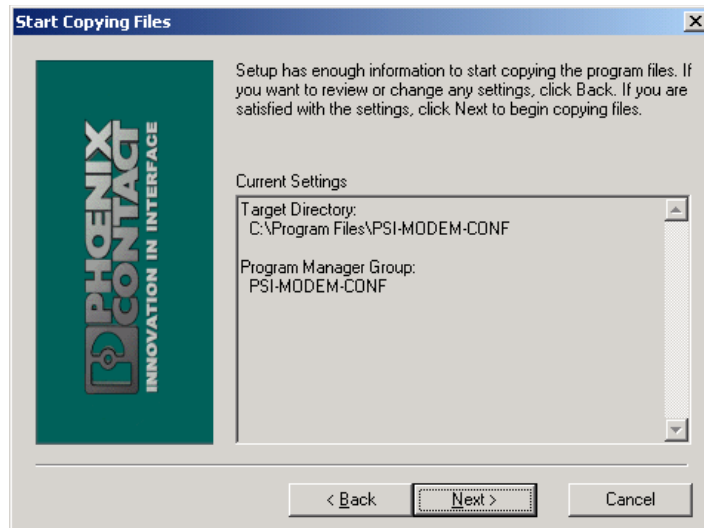 Start Copying Files
PHOENIX
CONTACT
INNOVATION IN INTERFACE
Setup has enough information to start copying the program files. If
you want to review or change any settings, click Back. If you are
satisfied with the settings, click Next to begin copying files.
Current Settings
Target Directory:
C:\Program Files\PSI-MODEM-CONF
Program Manager Group:
PSI-MODEM-CONF
< Back
Next >
Cancel